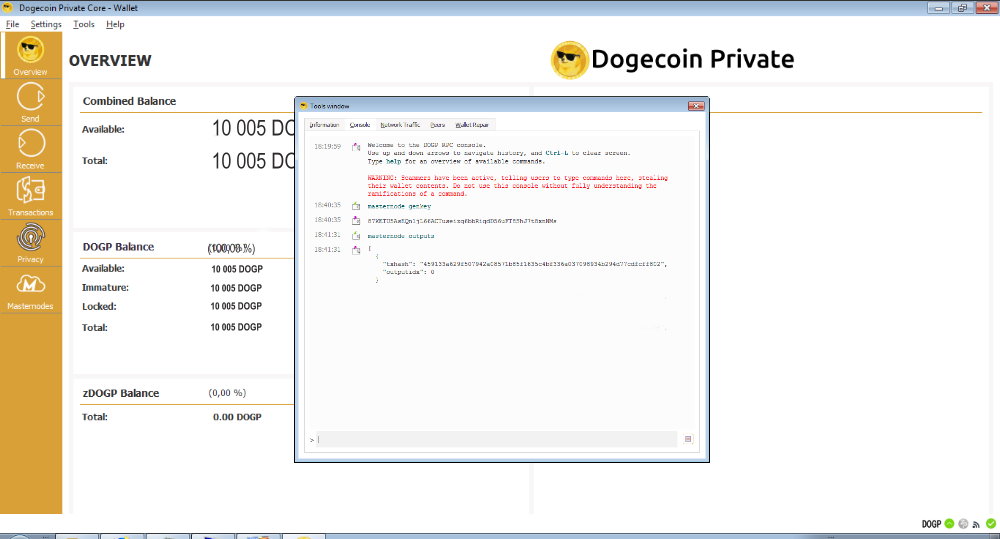 Dogecoin Private Core - Wallet
File Settings Tools Help
Overview
Send
Receive
Transactions
Privacy
Masternodes
OVERVIEW
Dogecoin Private
Combined Balance
Available: 10 005 DO
Total: 10 005 DO
DOGP Balance
Available: 10 005 DOGP
Immature: 10 005 DOGP
Locked: 10 005 DOGP
Total: 10 005 DOGP
zDOGP Balance (0,00 %)
Total: 0.00 DOGP
Tools window
Information Console Network Traffic Peers Wallet Repair
18:19:59 Welcome to the DOGP RPC console.
Use up and down arrows to navigate history, and Ctrl-L to clear screen.
Type help for an overview of available commands.
WARNING: Scammers have been active, telling users to type commands here, stealing
their wallet contents. Do not use this console without fully understanding the
ramifications of a command.
18:40:35 masternode genkey
18:40:35
18:41:31 masternode outputs
18:41:31 [
{
"txhash":
"outputidx": 0
}
>
DOGP